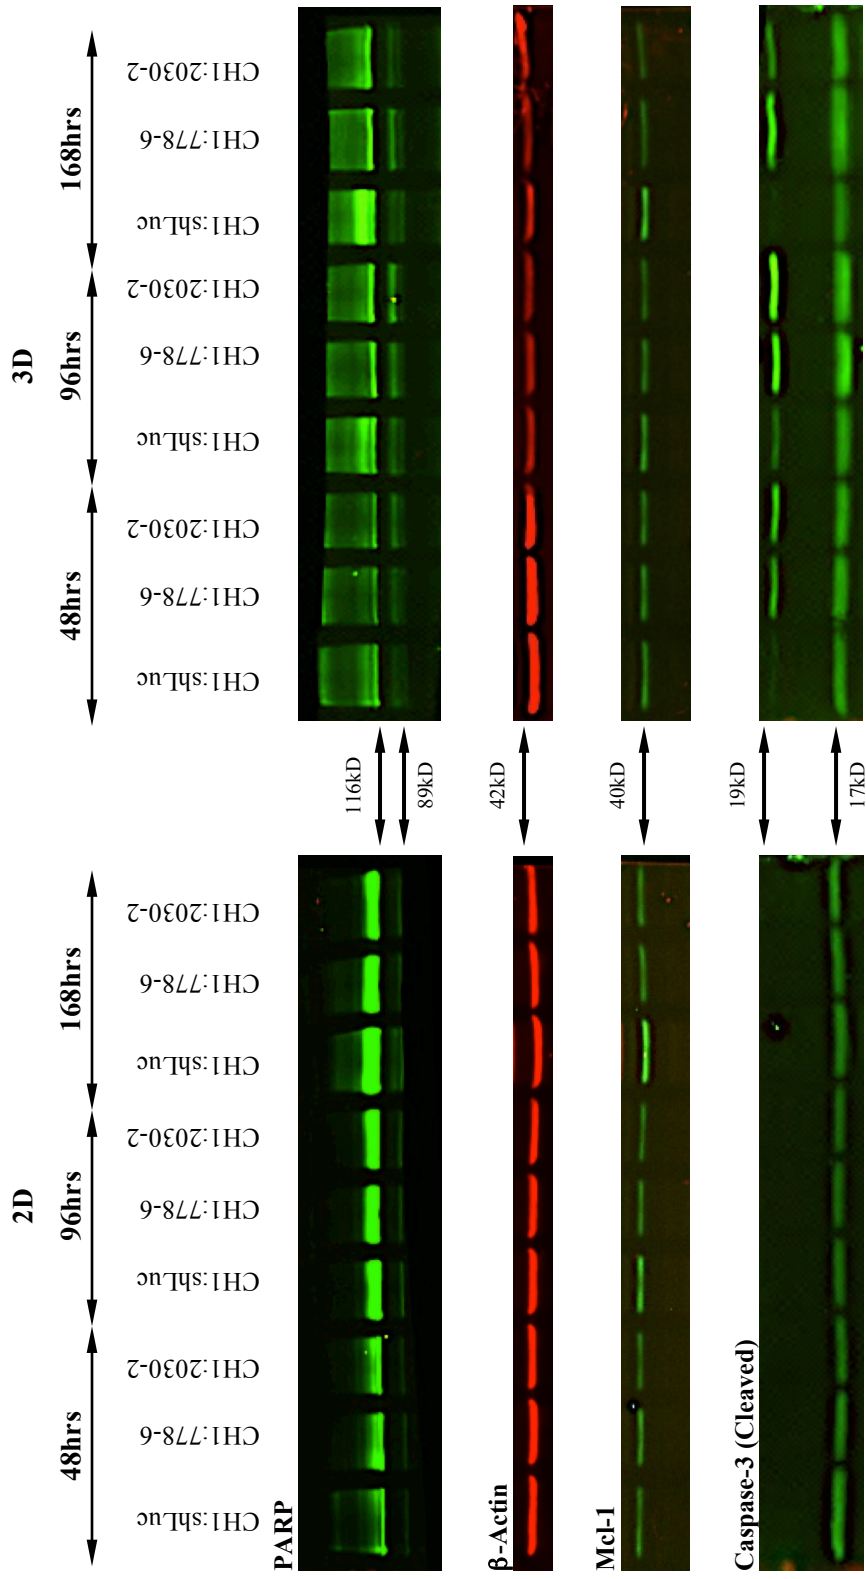 2D
3D
48hrs
96hrs
168hrs
48hrs
96hrs
168hrs
CH1:shLuc
CH1:778-6
CH1:2030-2
CH1:shLuc
CH1:778-6
CH1:2030-2
CH1:shLuc
CH1:778-6
CH1:2030-2
CH1:shLuc
CH1:778-6
CH1:2030-2
CH1:shLuc
CH1:778-6
CH1:2030-2
CH1:shLuc
CH1:778-6
CH1:2030-2
PARP
116kD
89kD
β-Actin
42kD
Mcl-1
40kD
Caspase-3 (Cleaved)
19kD
17kD